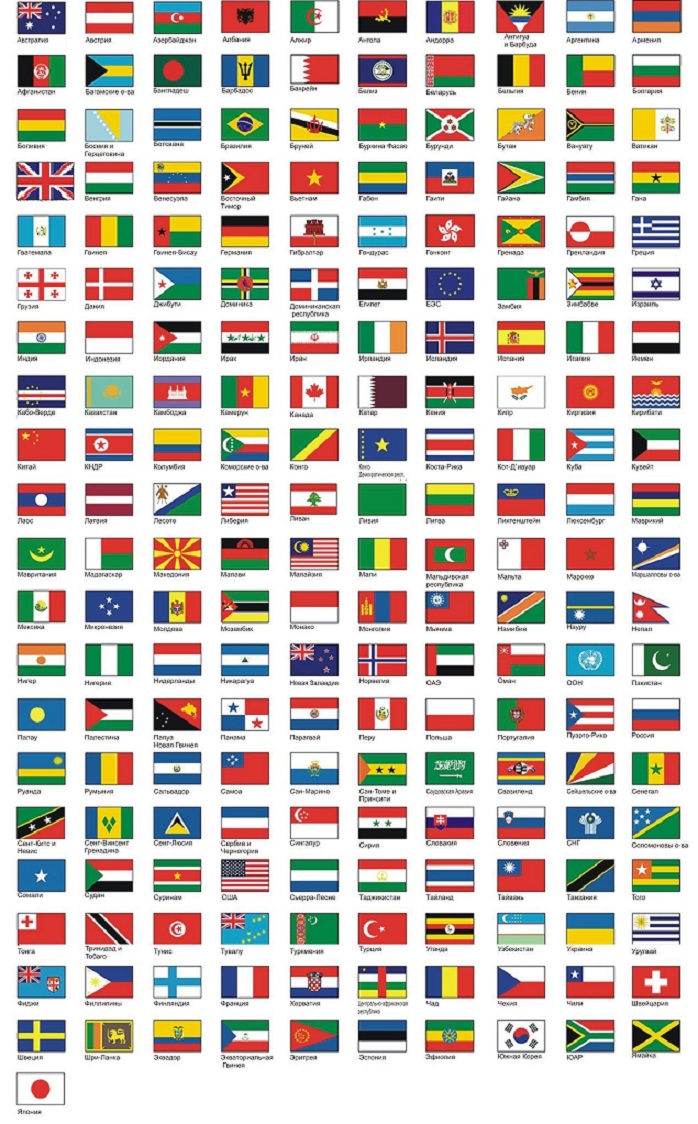 Австралия
Австрия
Азербайджан
Албания
Алжир
Ангола
Андорра
Антигуа
и Барбуда
Аргентина
Армения
Афганистан
Багамские о-ва
Бангладеш
Барбадос
Бахрейн
Белиз
Беларусь
Бельгия
Бенин
Болгария
Боливия
Босния и
Герцеговина
Ботсвана
Бразилия
Бруней
Буркина Фасо
Бурунди
Бутан
Вануату
Ватикан
Венгрия
Венесуэла
Восточный
Тимор
Вьетнам
Габон
Гаити
Гайана
Гамбия
Гана
Гватемала
Гвинея
Гвинея-Бисау
Германия
Гибралтар
Гондурас
Гонконг
Гренада
Гренландия
Греция
Грузия
Дания
Джибути
Доминика
Доминиканская
республика
Египет
ЕЭС
Замбия
Зимбабве
Израиль
Индия
Индонезия
Иордания
Ирак
Иран
Ирландия
Исландия
Испания
Италия
Йемен
Кабо-Верде
Казахстан
Камбоджа
Камерун
Канада
Катар
Кения
Кипр
Киргизия
Кирибати
Китай
КНДР
Колумбия
Коморские о-ва
Конго
Коста-Рика
Кот-Д'ивуар
Куба
Кувейт
Лаос
Латвия
Лесото
Либерия
Ливан
Ливия
Литва
Лихтенштейн
Люксембург
Маврикий
Мавритания
Мадагаскар
Македония
Малави
Малайзия
Мали
Мальдивская
республика
Мальта
Марокко
Маршалловы о-ва
Мексика
Микронезия
Молдова
Мозамбик
Монако
Монголия
Мьянма
Намибия
Науру
Непал
Нигер
Нигерия
Нидерланды
Никарагуа
Новая Зеландия
Норвегия
ОАЭ
Оман
ООН
Пакистан
Палау
Палестина
Папуа
Новая Гвинея
Панама
Парагвай
Перу
Польша
Португалия
Пуэрто-Рико
Россия
Руанда
Румыния
Сальвадор
Самоа
Сан-Марино
Сан-Томе и
Принсипи
Саудовская Аравия
Свазиленд
Сейшельские о-ва
Сенегал
Сент-Китс и
Невис
Сент-Винсент
Гренадина
Сент-Люсия
Сербия и
Черногория
Сингапур
Сирия
Словакия
Словения
СНГ
Соломоновы о-ва
Сомали
Судан
Суринам
США
Сьерра-Леоне
Таджикистан
Тайланд
Тайвань
Танзания
Того
Тонга
Тринидад и
Тобаго
Тунис
Тувалу
Туркмения
Турция
Уганда
Узбекистан
Украина
Уругвай
Фиджи
Филлипины
Финляндия
Франция
Хорватия
Центрально-африканская
республика
Чад
Чехия
Чили
Швейцария
Швеция
Шри-Ланка
Эквадор
Экваториальная
Гвинея
Эритрея
Эстония
Эфиопия
Южная Корея
ЮАР
Ямайка
Япония